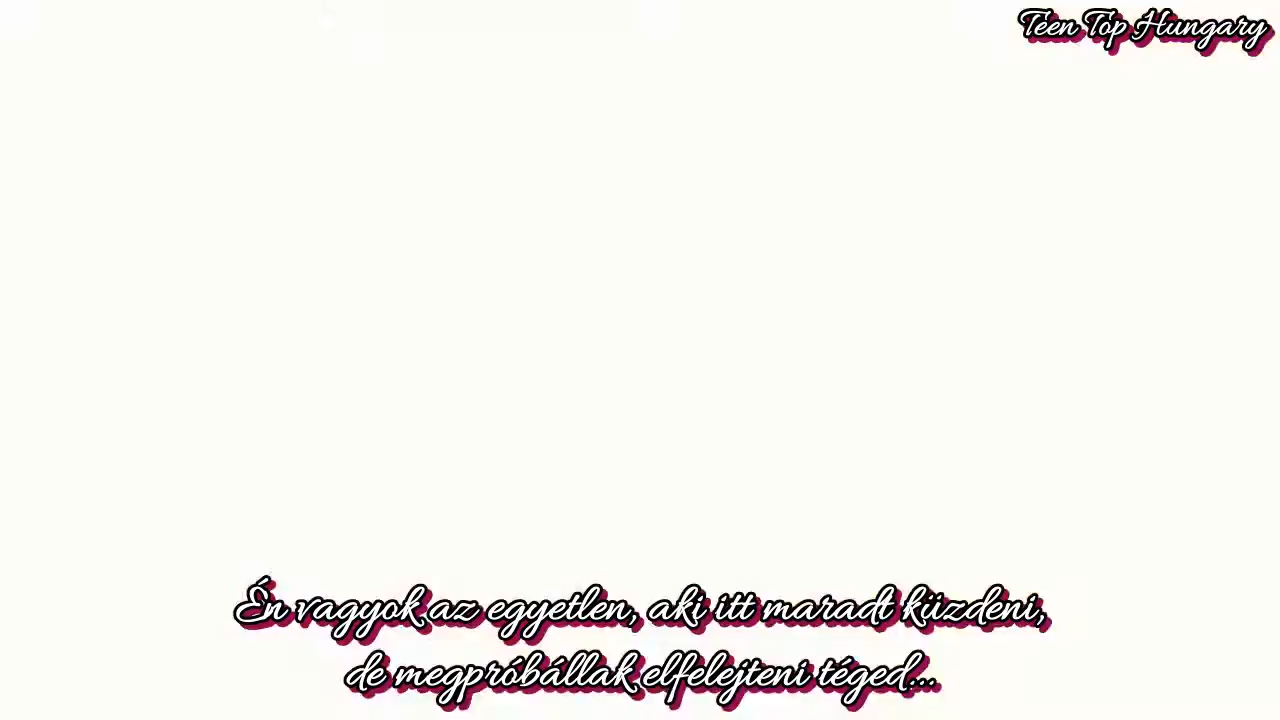 Teen Top Hungary
Én vagyok az egyetlen, aki itt maradt küzdeni,
de megpróbállak elfelejteni téged...